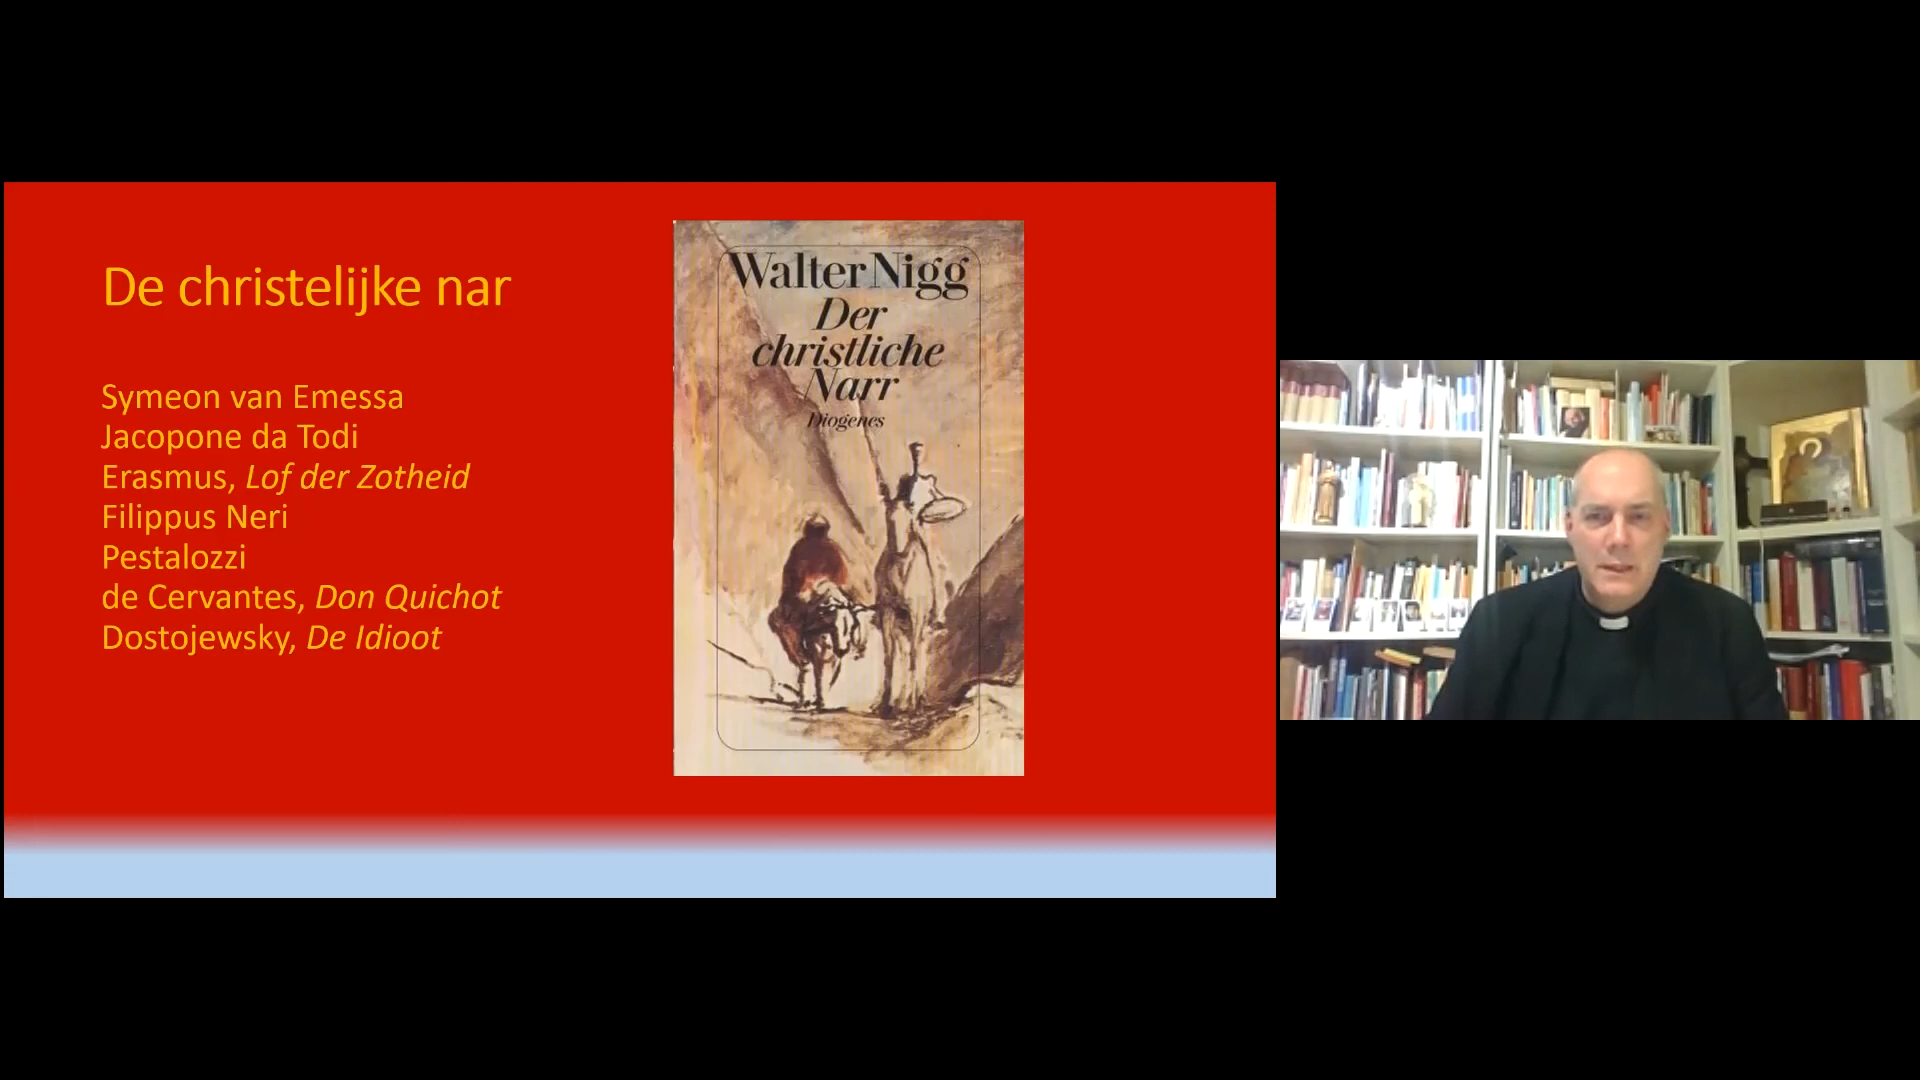 De christelijke nar
Symeon van Emessa
Jacopone da Todi
Erasmus, Lof der Zotheid
Filippus Neri
Pestalozzi
de Cervantes, Don Quichot
Dostojewsky, De Idioot
Walter Nigg
Der
christliche
Narr
Diogenes